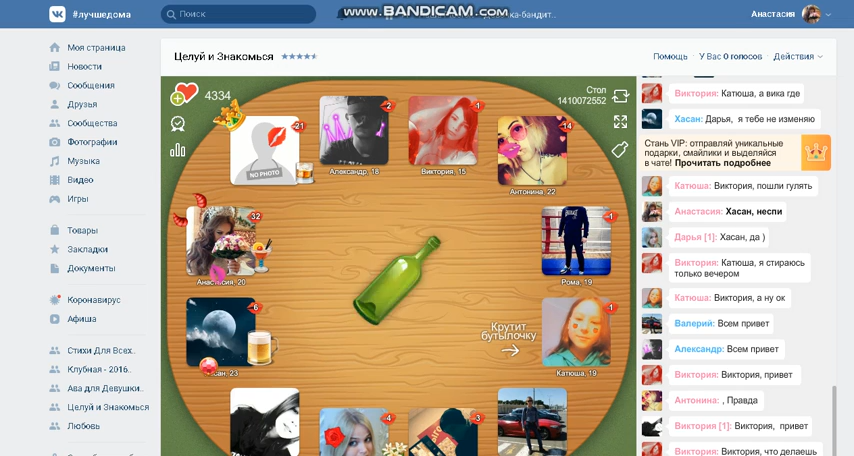 #лучшедома
Поиск
WWW.BANDICAM.COM
ка-бандит..
Анастасия
Моя страница
Новости
Сообщения
Друзья
Сообщества
Фотографии
Музыка
Видео
Игры
Товары
Закладки
Документы
Коронавирус
Афиша
Стихи Для Всех..
Клубная - 2016..
Ава для Девушки..
Целуй и Знакомься
Любовь
Целуй и Знакомься
Помощь · У Вас 0 голосов · Действия
4334
Стол
1410072552
21
NO PHOTO
2
Александр, 18
1
Виктория, 15
14
Антонина, 22
32
Анастасия, 20
1
Рома, 19
6
Хасан, 23
Крутит
бутылочку
1
Катюша, 19
4
3
Виктория: Катюша, а вика где
Хасан: Дарья, я тебе не изменяю
Стань VIP: отправляй уникальные
подарки, смайлики и выделяйся
в чате! Прочитать подробнее
Катюша: Виктория, пошли гулять
Анастасия: Хасан, неспи
Дарья [1]: Хасан, да )
Виктория: Катюша, я стираюсь
только вечером
Катюша: Виктория, а ну ок
Валерий: Всем привет
Александр: Всем привет
Виктория: Виктория, привет
Антонина: , Правда
Виктория [1]: Виктория, привет
Виктория: Виктория, что делаешь